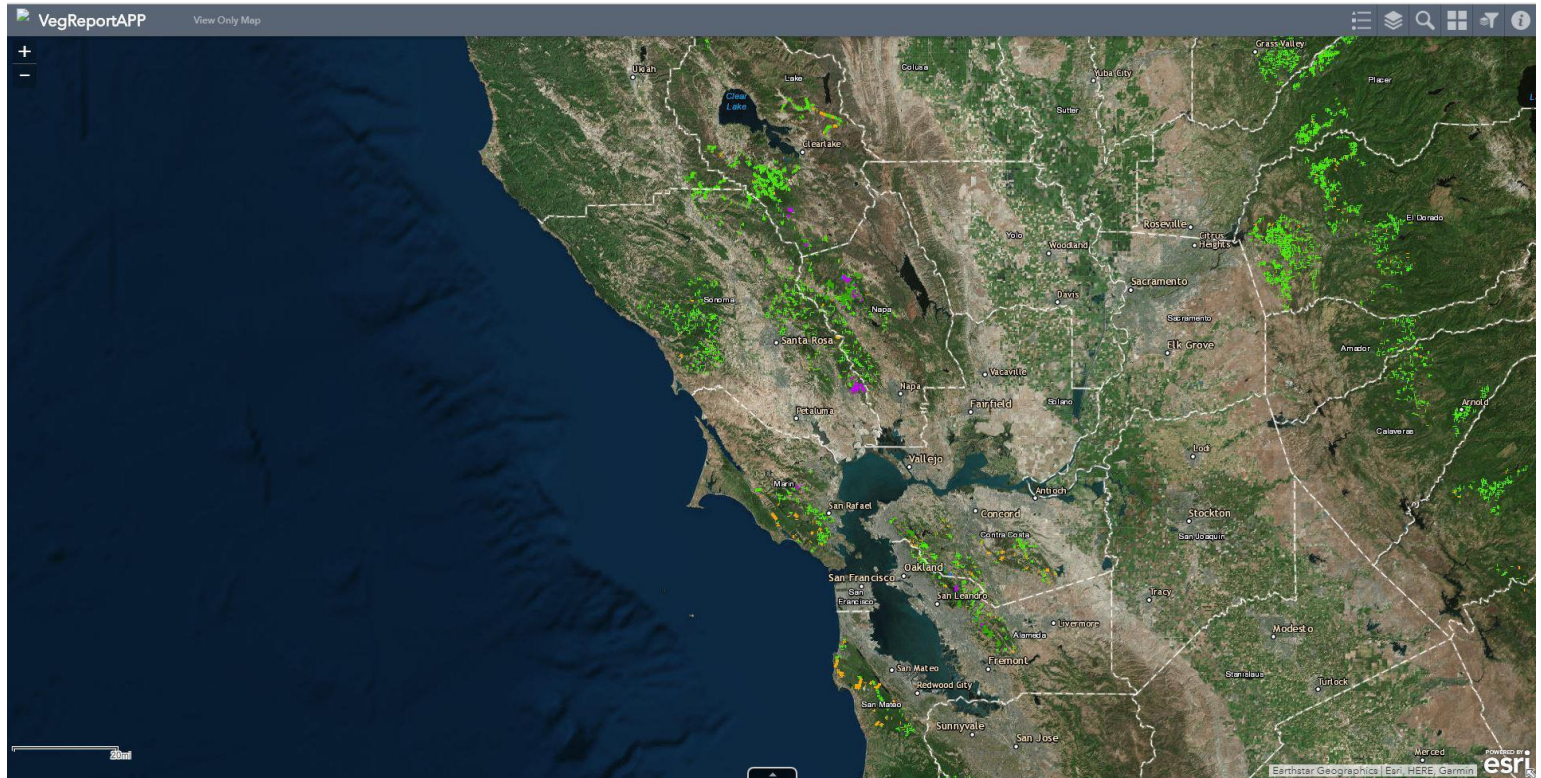 VegReportAPP View Only Map
+
−
Grass Valley
Ukiah
Lake
Colusa
Yuba City
Placer
Clear
Lake
Sutter
Clearlake
El Dorado
Roseville
Citrus
Heights
Yolo
Woodland
Sacramento
Davis
Sonoma
Napa
Sacramento
Santa Rosa
Elk Grove
Amador
Vacaville
Napa
Fairfield
Solano
Arnold
Petaluma
Calaveras
Lodi
Vallejo
Marin
Antioch
San Rafael
Concord
Stockton
Contra Costa
San Joaquin
Oakland
San Francisco
San
Francisco
San Leandro
Tracy
Livermore
Alameda
Modesto
Fremont
San Mateo
Redwood City
Stanislaus
Turlock
San Mateo
Sunnyvale
San Jose
Merced
20mi
POWERED BY
esri
Earthstar Geographics | Esri, HERE, Garmin